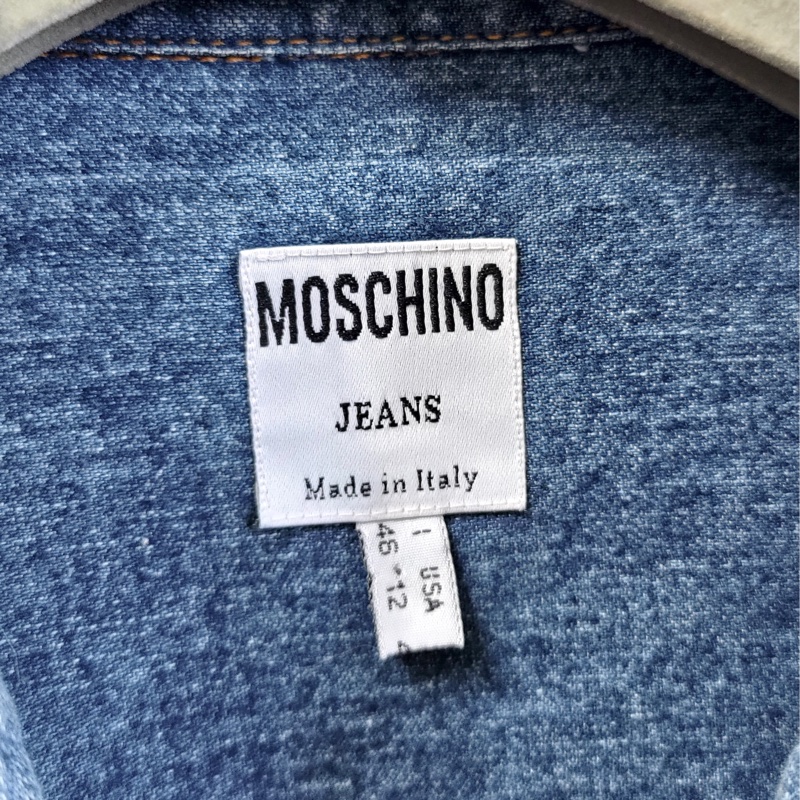 MOSCHINO
JEANS
Made in Italy
I USA
46 - 12